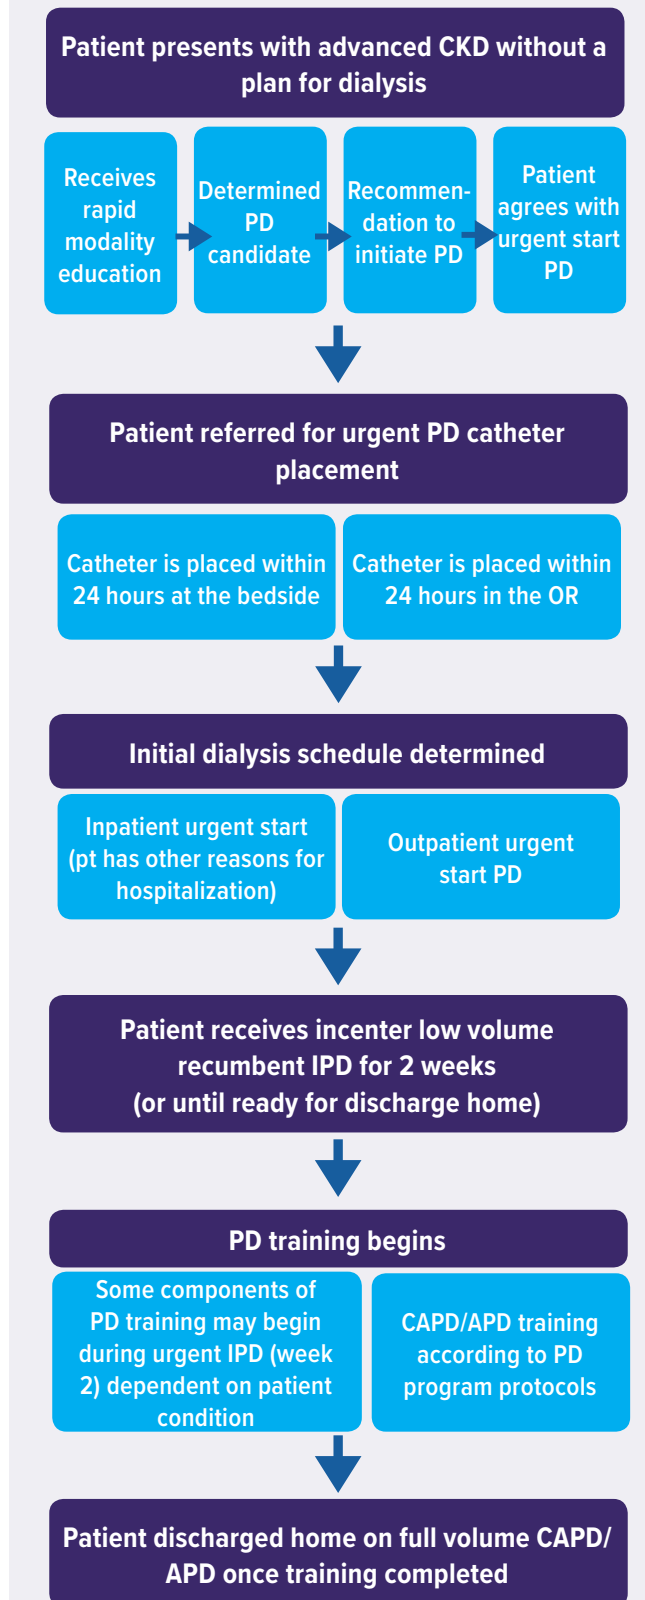 Patient presents with advanced CKD without a
plan for dialysis
Receives
rapid
modality
education
Determined
PD
candidate
Recommen-
dation to
initiate PD
Patient
agrees with
urgent start
PD
Patient referred for urgent PD catheter
placement
Catheter is placed within
24 hours at the bedside
Catheter is placed within
24 hours in the OR
Initial dialysis schedule determined
Inpatient urgent start
(pt has other reasons for
hospitalization)
Outpatient urgent
start PD
Patient receives incenter low volume
recumbent IPD for 2 weeks
(or until ready for discharge home)
PD training begins
Some components of
PD training may begin
during urgent IPD (week
2) dependent on patient
condition
CAPD/APD training
according to PD
program protocols
Patient discharged home on full volume CAPD/
APD once training completed